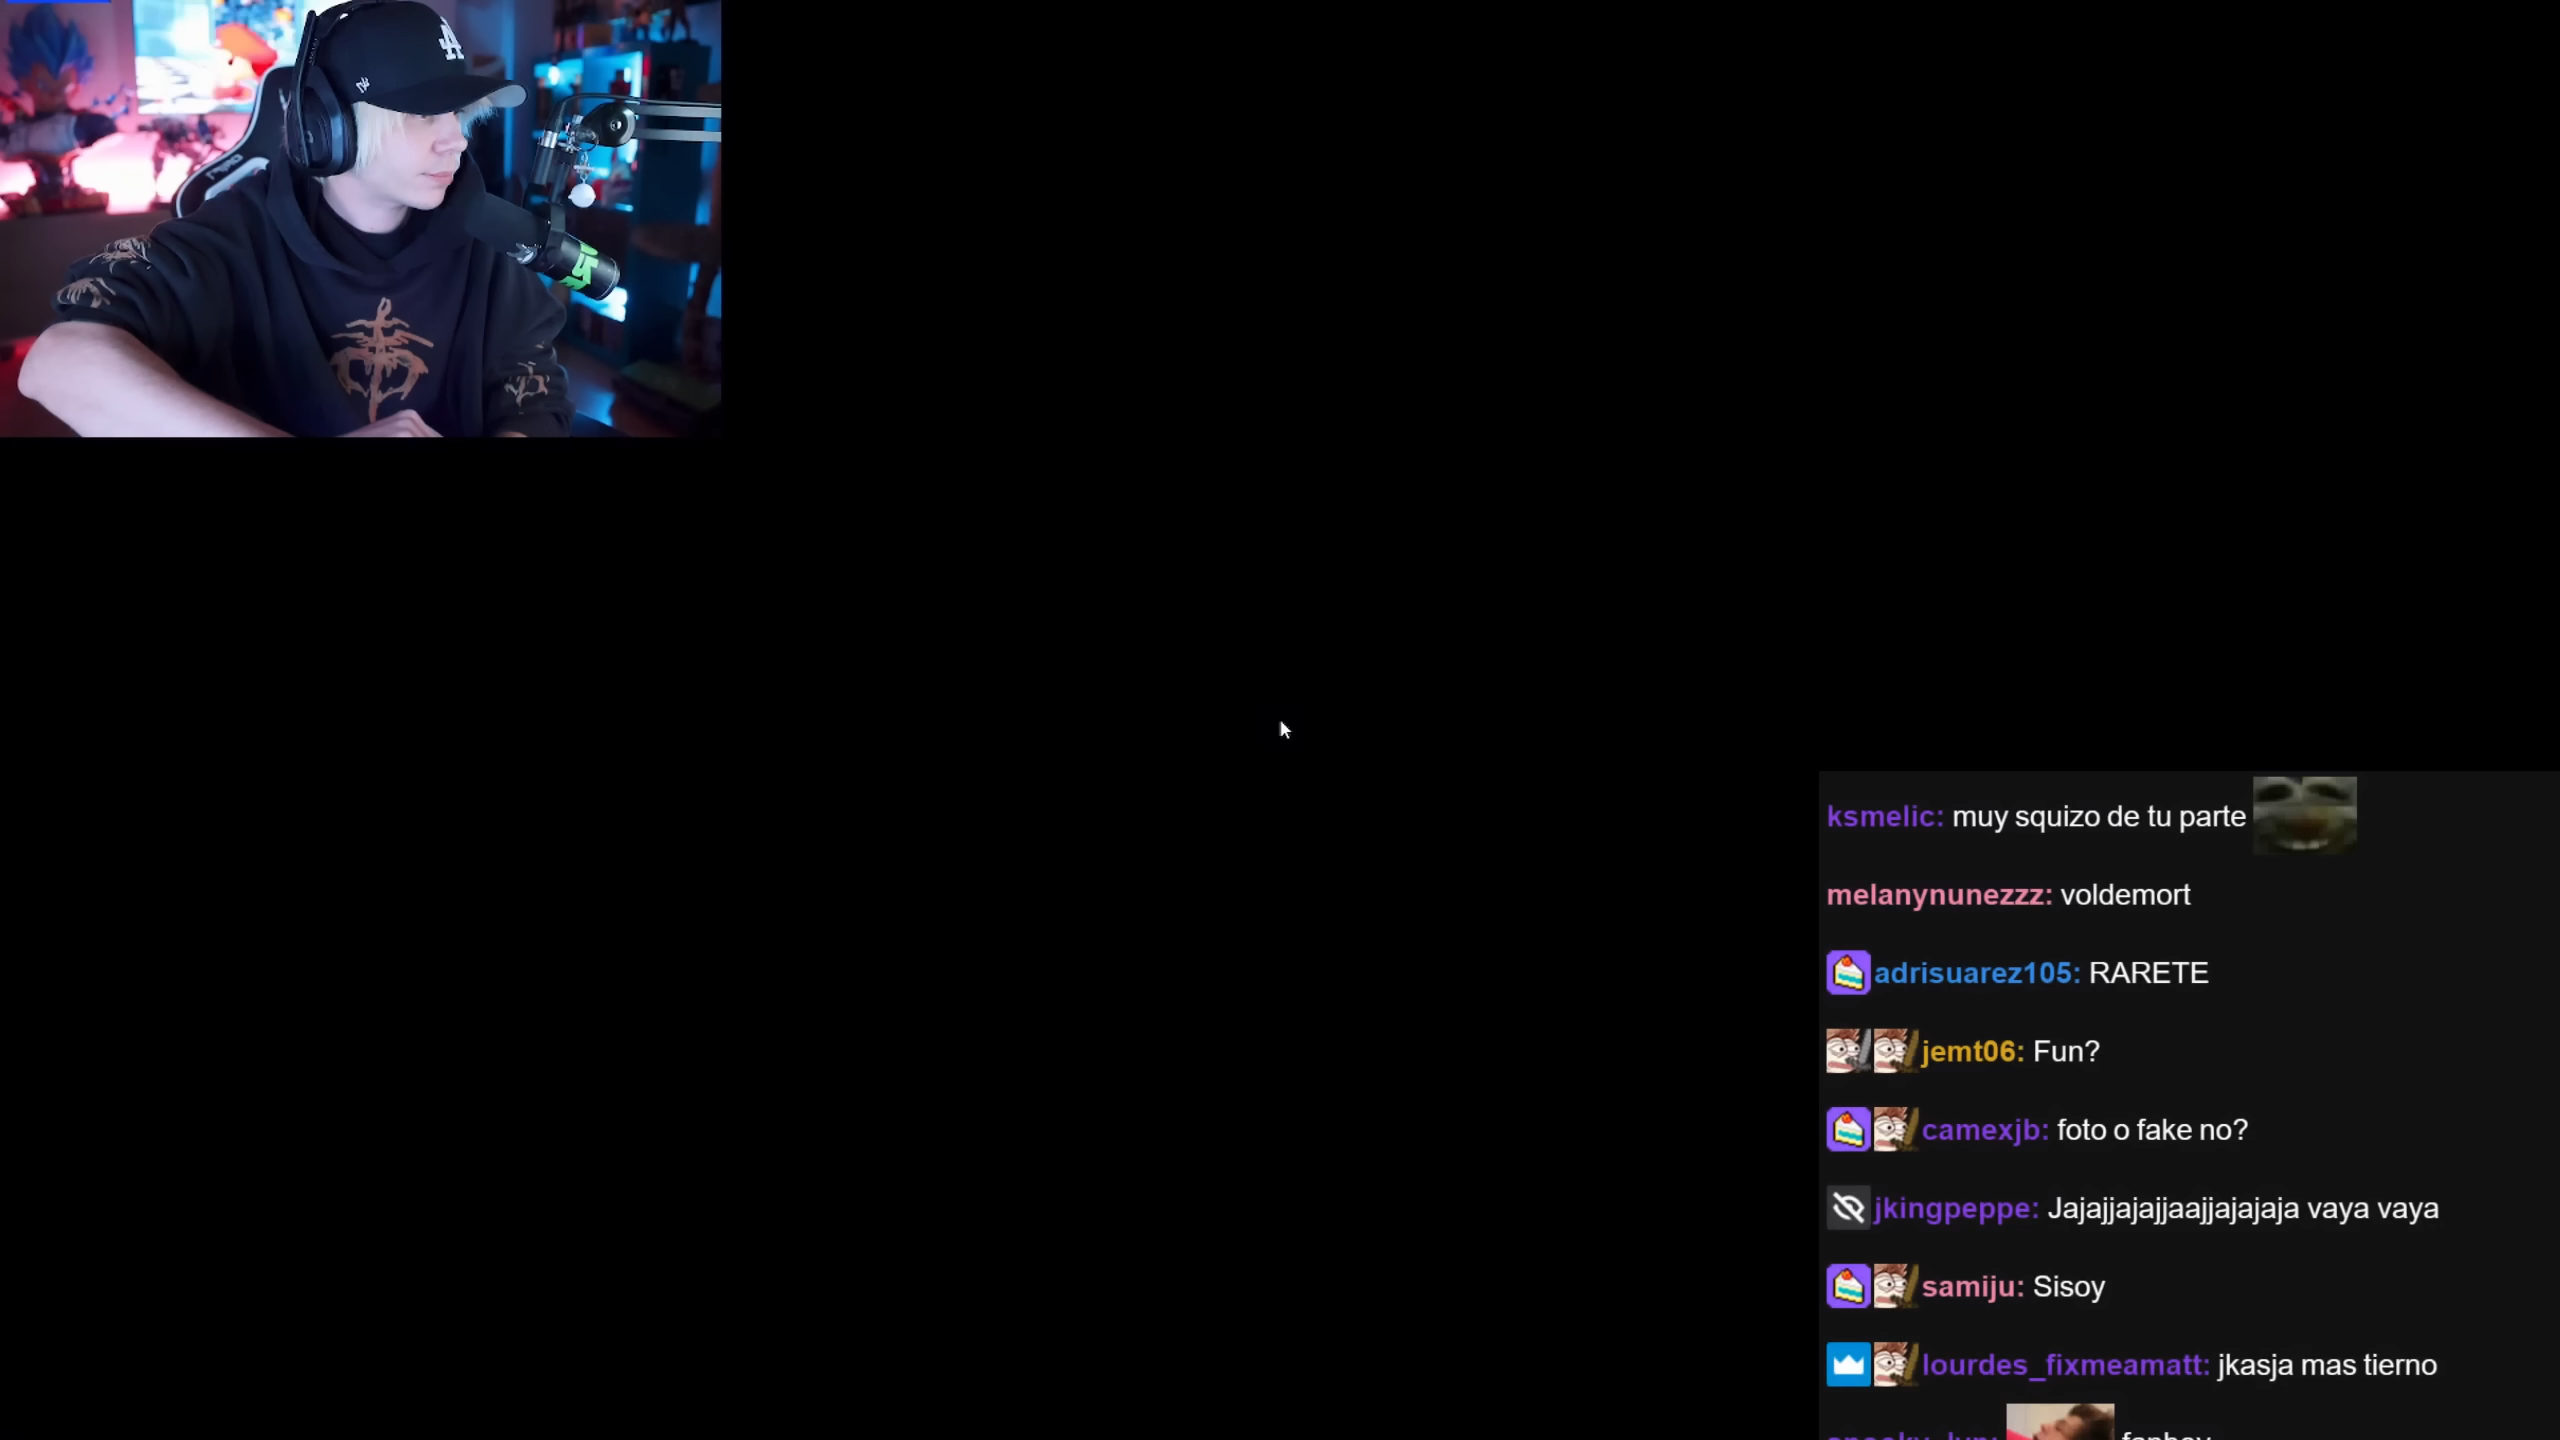 LA
ksmelic: muy squizo de tu parte
melanynunezzz: voldemort
adrisuarez105: RARETE
jemt06: Fun?
camexjb: foto o fake no?
jkingpeppe: Jajajjajajjaajjajajaja vaya vaya
samiju: Sisoy
lourdes_fixmeamatt: jkasja mas tierno